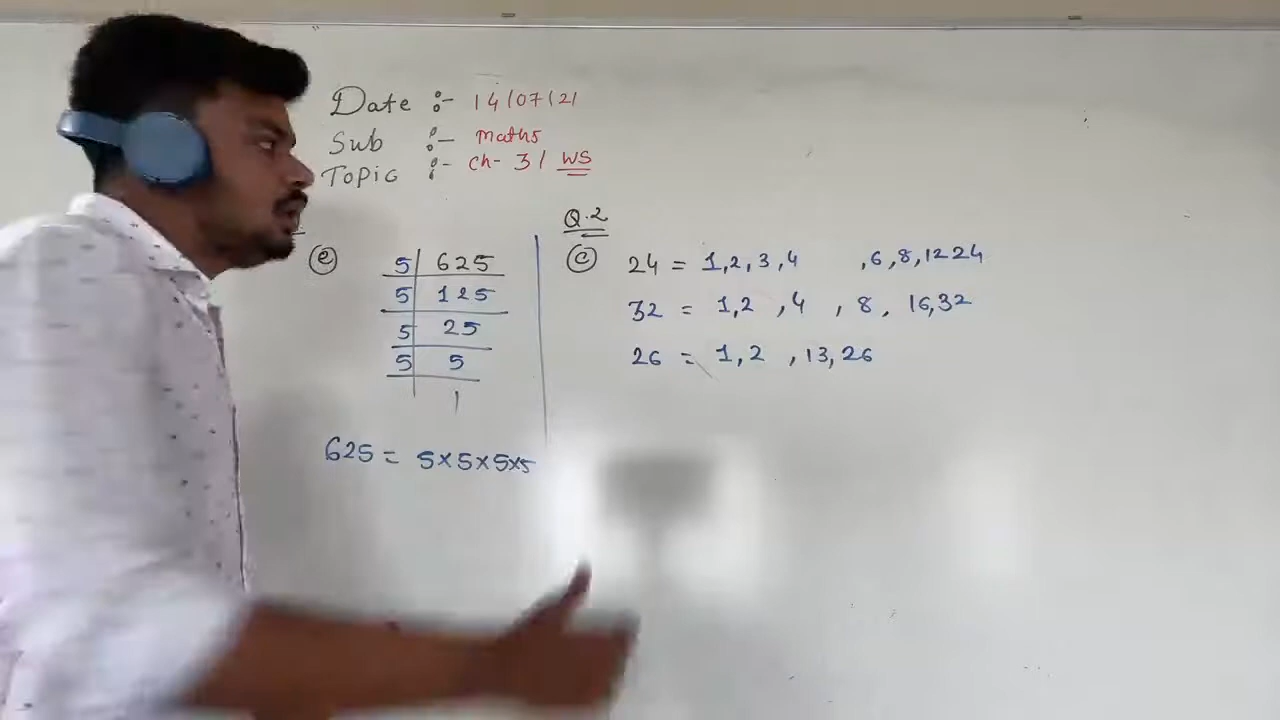 Date :- 14/07/21
Sub :- Maths
Topic :- Ch- 3/ WS
(e)
5 | 625
5 | 125
5 | 25
5 | 5
1
625 = 5×5×5×5
Q.2
(c) 24 = 1,2,3,4 ,6,8,12 24
32 = 1,2 ,4 ,8, 16,32
26 = 1,2 ,13,26